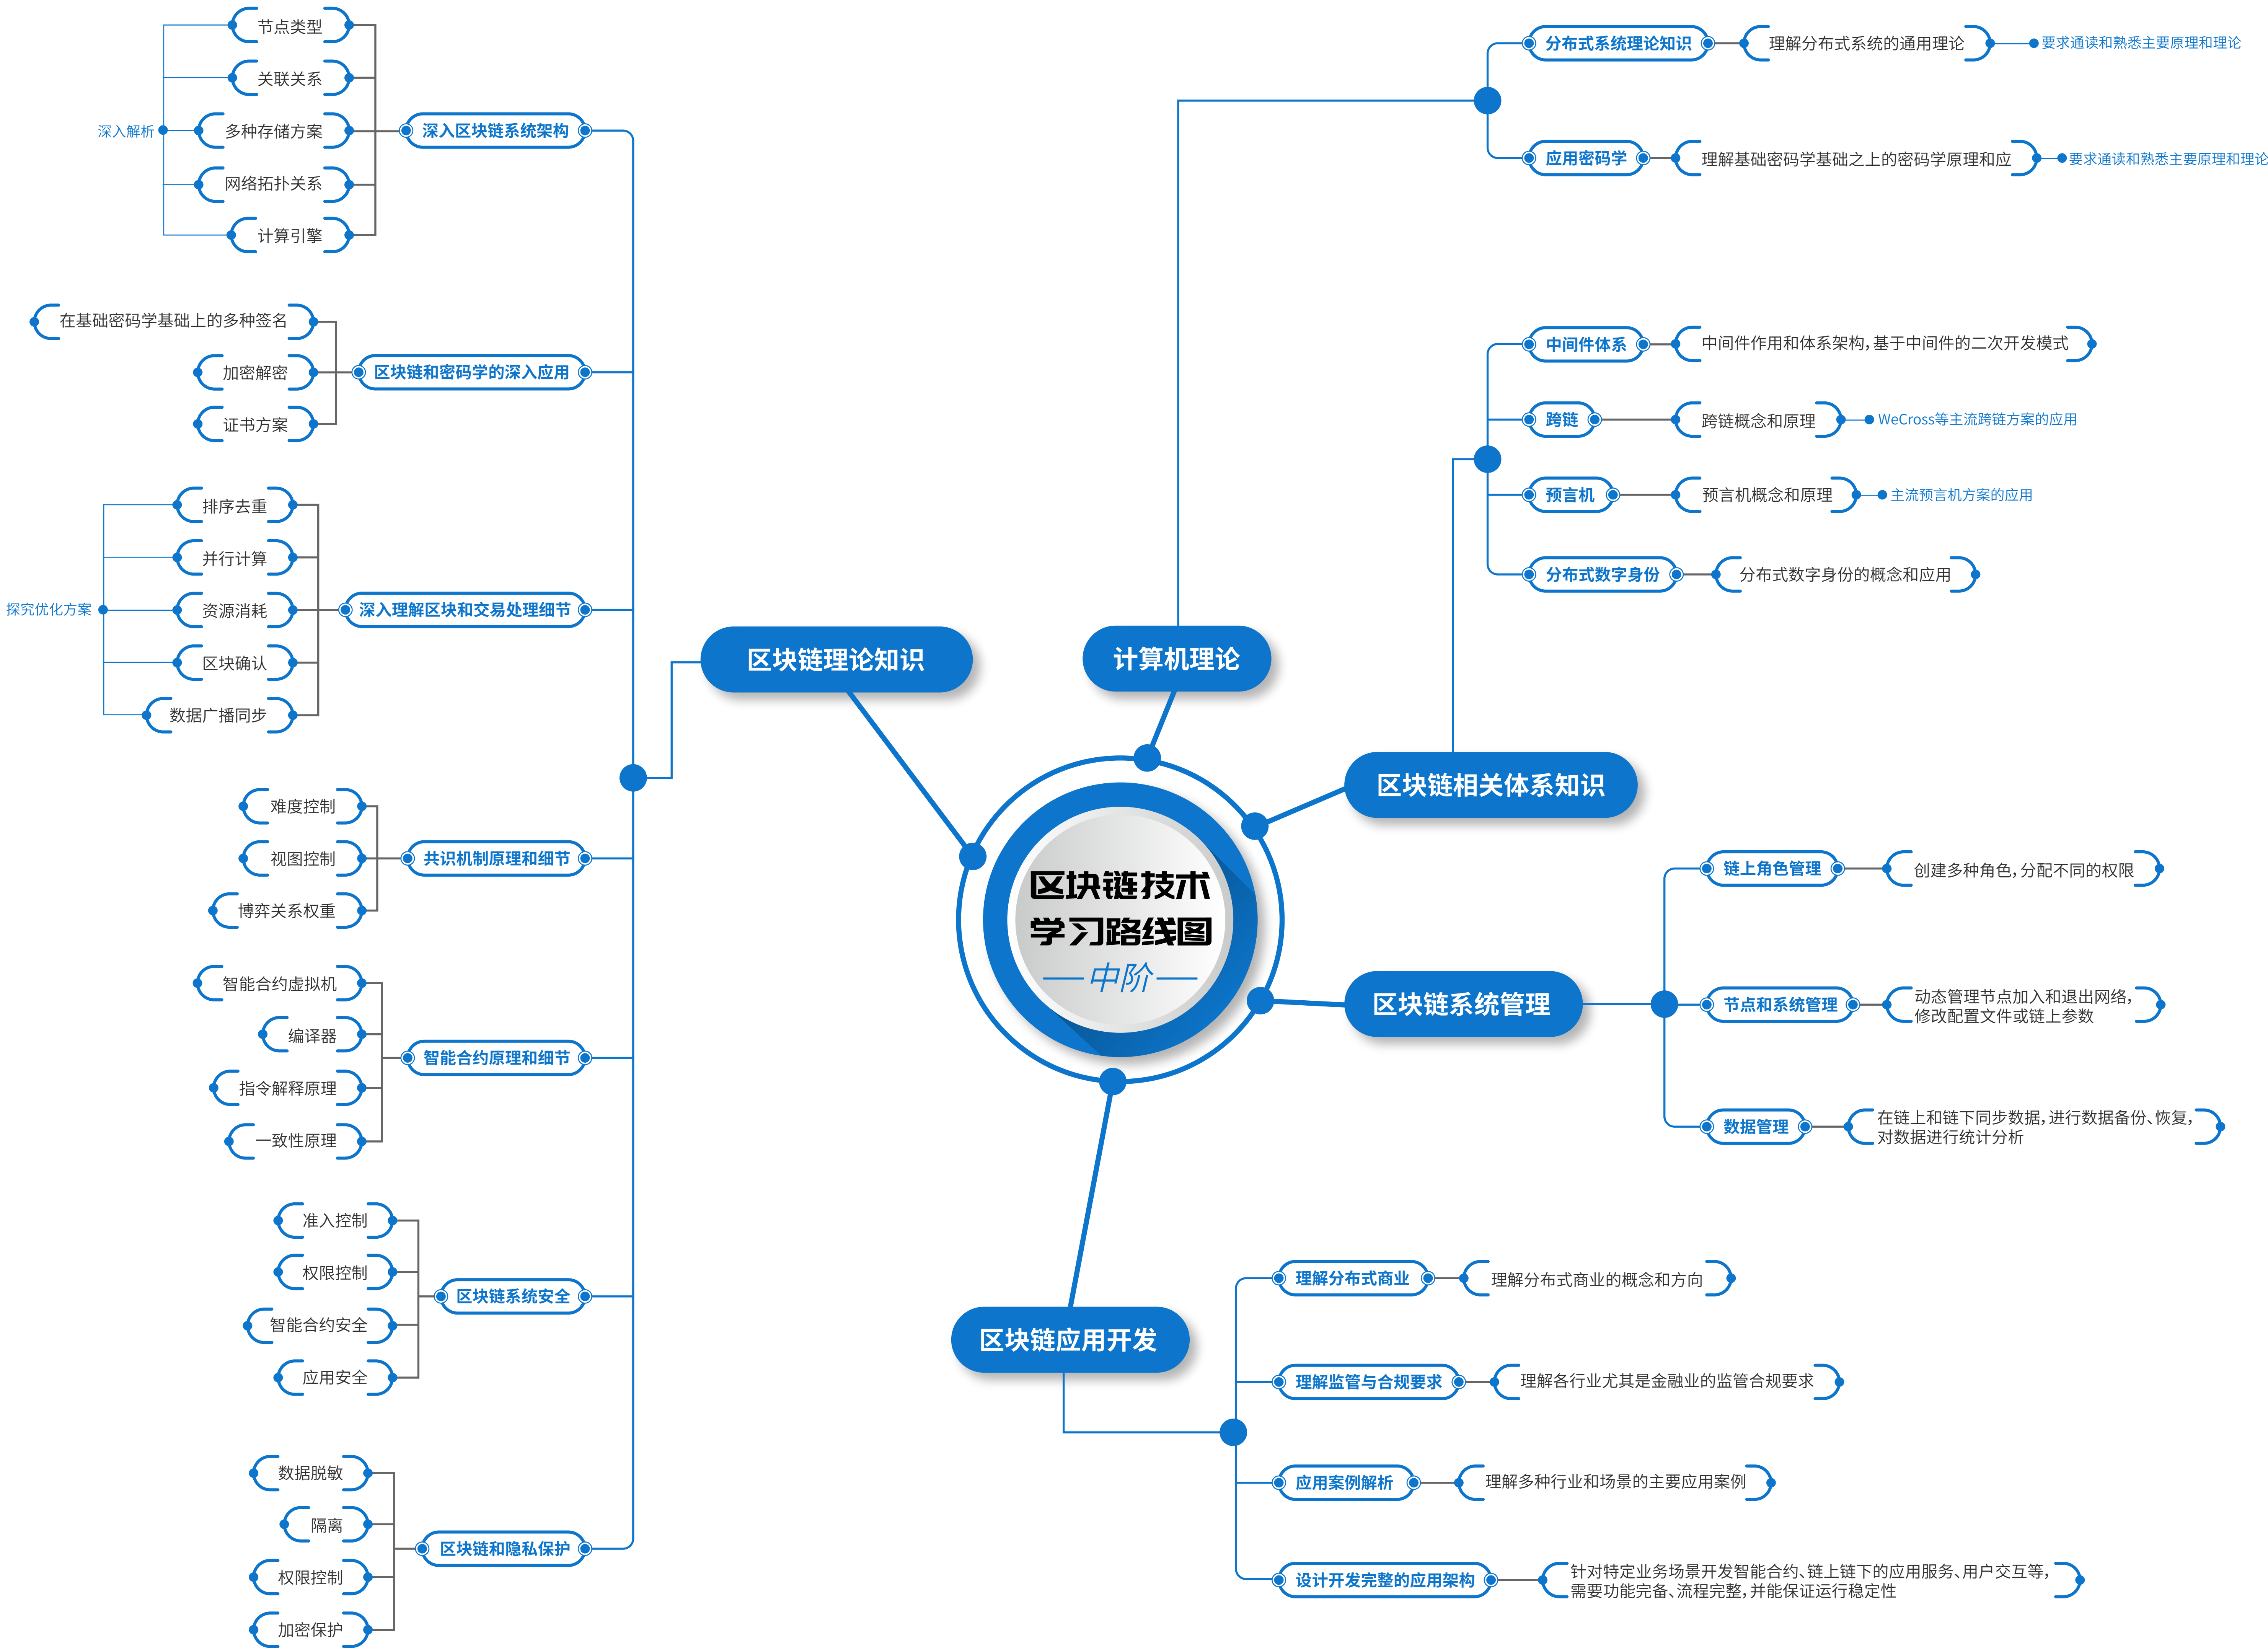 区块链技术
学习路线图
中阶
计算机理论
分布式系统理论知识
理解分布式系统的通用理论
要求通读和熟悉主要原理和理论
应用密码学
理解基础密码学基础之上的密码学原理和应
要求通读和熟悉主要原理和理论
区块链相关体系知识
中间件体系
中间件作用和体系架构，基于中间件的二次开发模式
跨链
跨链概念和原理
WeCross等主流跨链方案的应用
预言机
预言机概念和原理
主流预言机方案的应用
分布式数字身份
分布式数字身份的概念和应用
区块链系统管理
链上角色管理
创建多种角色，分配不同的权限
节点和系统管理
动态管理节点加入和退出网络，
修改配置文件或链上参数
数据管理
在链上和链下同步数据，进行数据备份、恢复，
对数据进行统计分析
区块链应用开发
理解分布式商业
理解分布式商业的概念和方向
理解监管与合规要求
理解各行业尤其是金融业的监管合规要求
应用案例解析
理解多种行业和场景的主要应用案例
设计开发完整的应用架构
针对特定业务场景开发智能合约、链上链下的应用服务、用户交互等，
需要功能完备、流程完整，并能保证运行稳定性
区块链理论知识
深入区块链系统架构
节点类型
关联关系
多种存储方案
网络拓扑关系
计算引擎
深入解析
区块链和密码学的深入应用
在基础密码学基础上的多种签名
加密解密
证书方案
深入理解区块和交易处理细节
排序去重
并行计算
资源消耗
区块确认
数据广播同步
探究优化方案
共识机制原理和细节
难度控制
视图控制
博弈关系权重
智能合约原理和细节
智能合约虚拟机
编译器
指令解释原理
一致性原理
区块链系统安全
准入控制
权限控制
智能合约安全
应用安全
区块链和隐私保护
数据脱敏
隔离
权限控制
加密保护